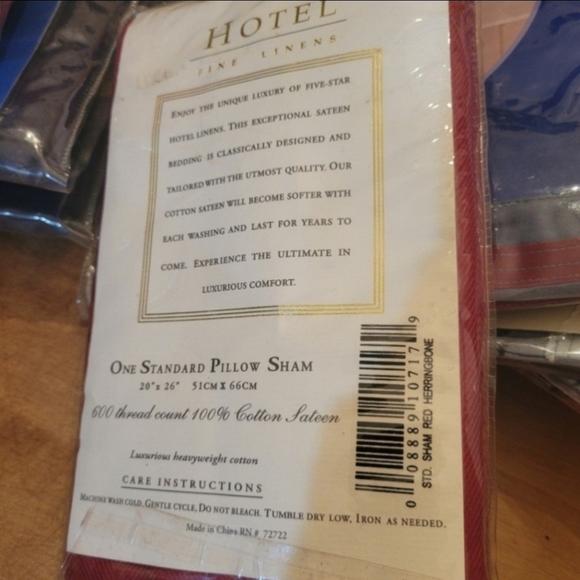 HOTEL
FINE LINENS
ENJOY THE UNIQUE LUXURY OF FIVE-STAR
HOTEL LINENS. THIS EXCEPTIONAL SATEEN
BEDDING IS CLASSICALLY DESIGNED AND
TAILORED WITH THE UTMOST QUALITY. OUR
COTTON SATEEN WILL BECOME SOFTER WITH
EACH WASHING AND LAST FOR YEARS TO
COME. EXPERIENCE THE ULTIMATE IN
LUXURIOUS COMFORT.
ONE STANDARD PILLOW SHAM
20"x 26" 51CM X 66CM
600 thread count 100% Cotton Sateen
Luxurious heavyweight cotton
CARE INSTRUCTIONS
MACHINE WASH COLD. GENTLE CYCLE, DO NOT BLEACH. TUMBLE DRY LOW, IRON AS NEEDED.
Made in China RN #. 72722
0 08889 10717 9
STD. SHAM RED HERRINGBONE